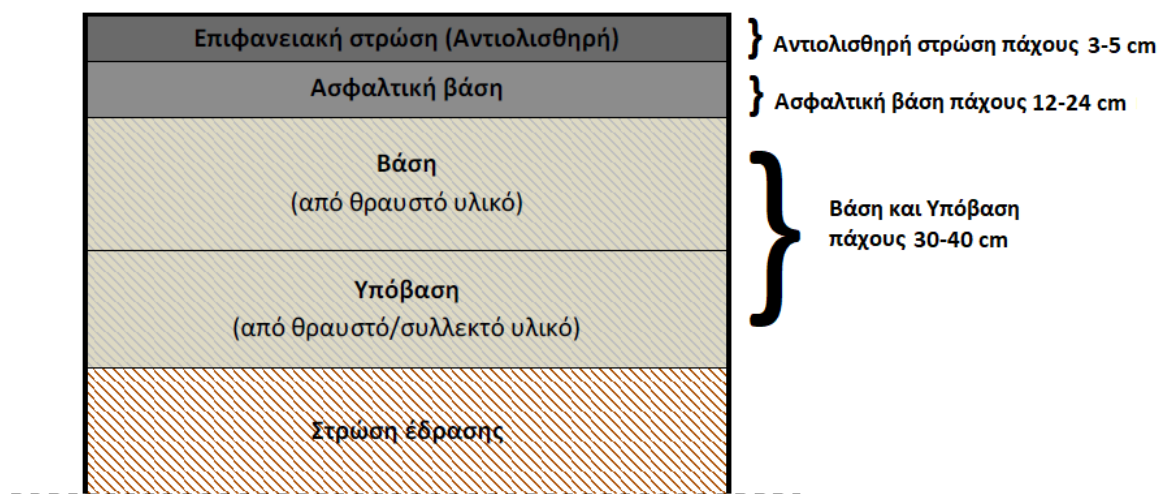 Επιφανειακή στρώση (Αντιολισθηρή)
Αντιολισθηρή στρώση πάχους 3-5 cm
Ασφαλτική βάση
Ασφαλτική βάση πάχους 12-24 cm
Βάση
(από θραυστό υλικό)
Βάση και Υπόβαση
πάχους 30-40 cm
Υπόβαση
(από θραυστό/συλλεκτό υλικό)
Στρώση έδρασης